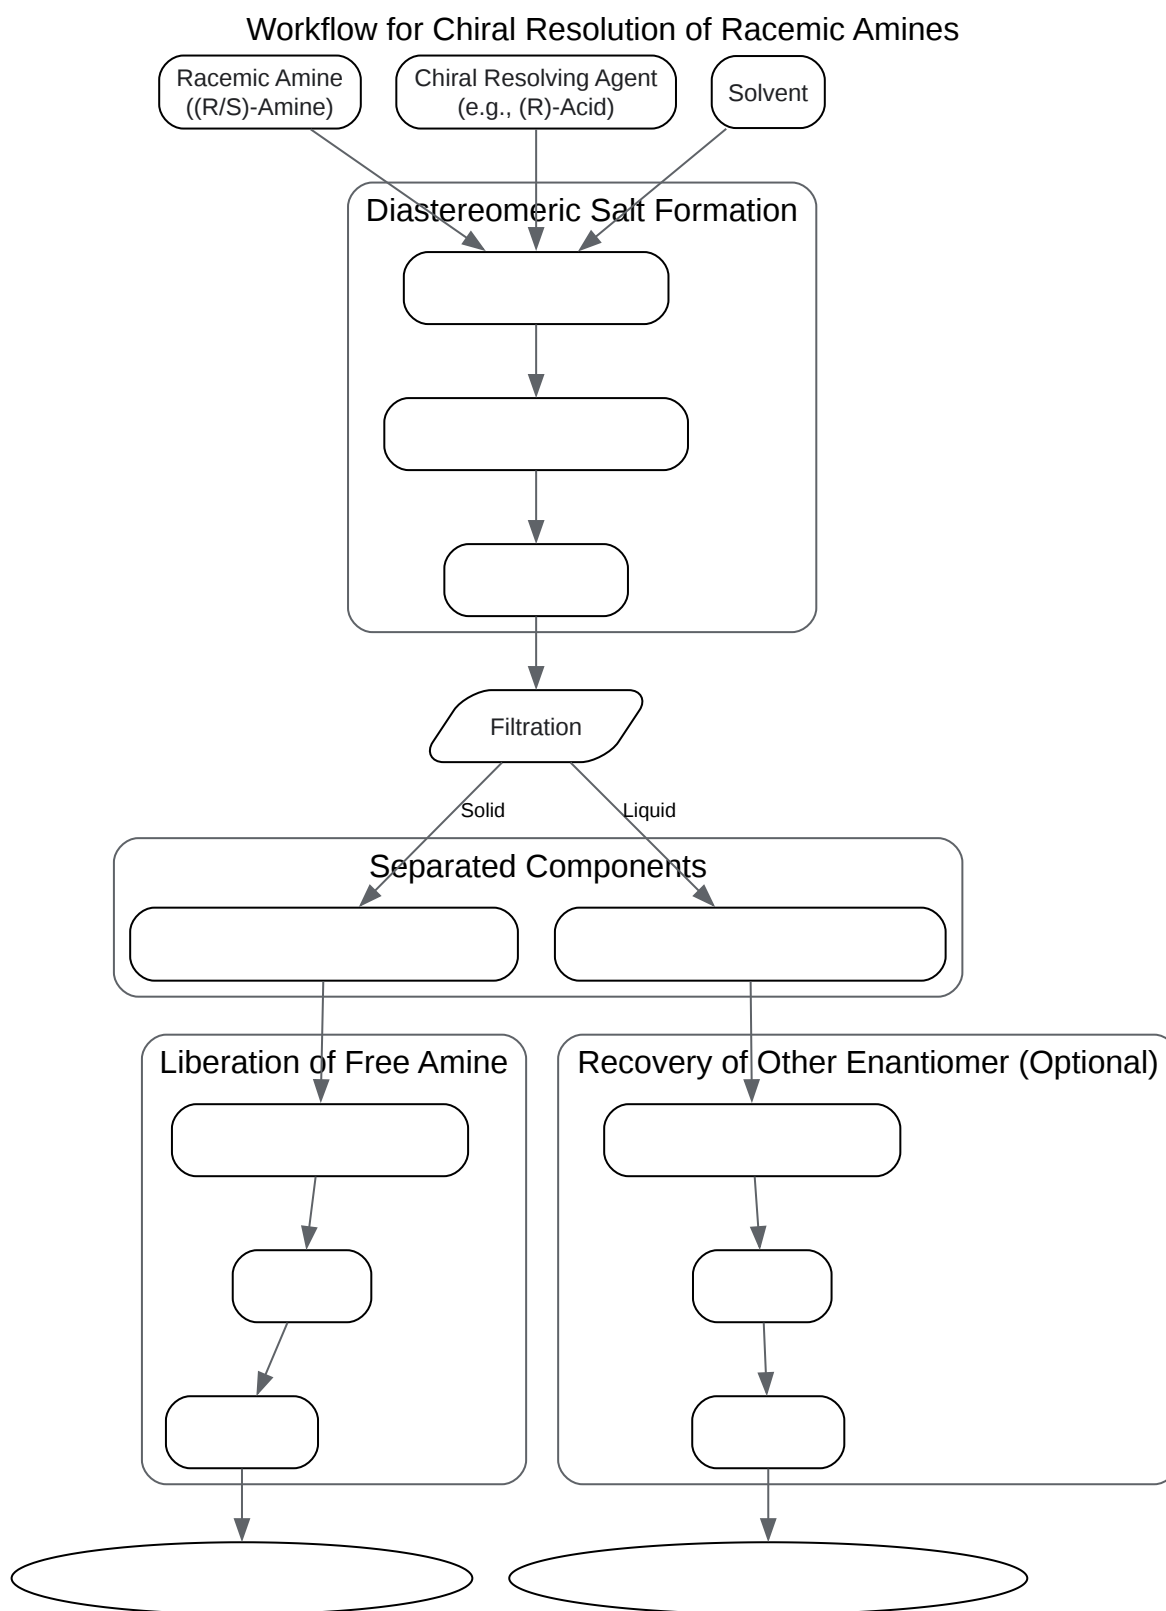 Workflow for Chiral Resolution of Racemic Amines
Racemic Amine
((R/S)-Amine)
Chiral Resolving Agent
(e.g., (R)-Acid)
Solvent
Diastereomeric Salt Formation
Filtration
Solid
Liquid
Separated Components
Liberation of Free Amine
Recovery of Other Enantiomer (Optional)